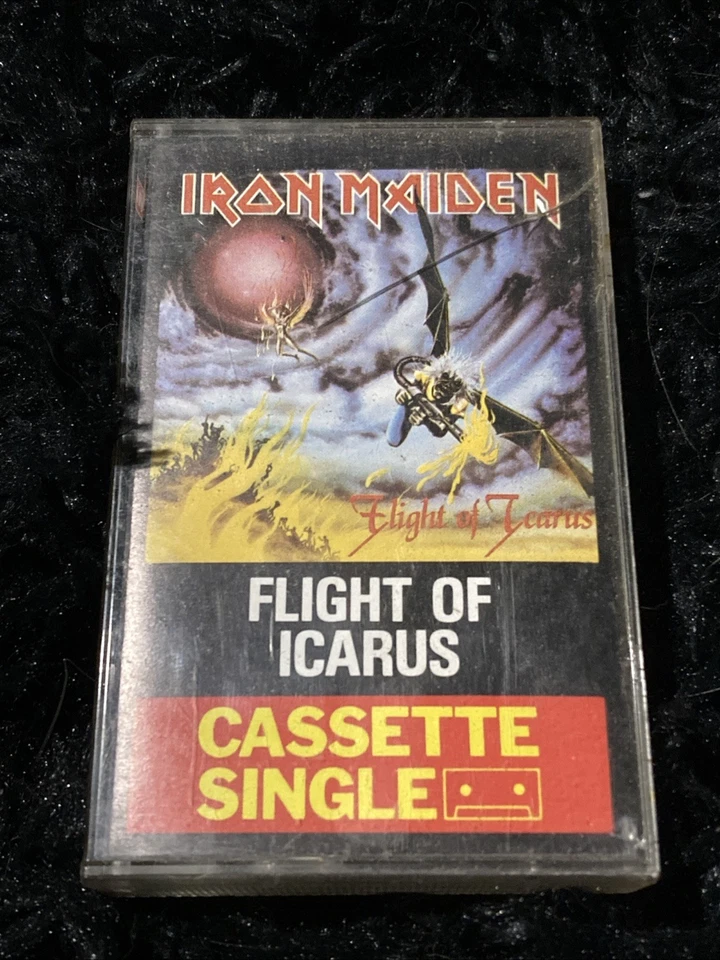 IRON MAIDEN
Flight of Icarus
FLIGHT OF
ICARUS
CASSETTE
SINGLE